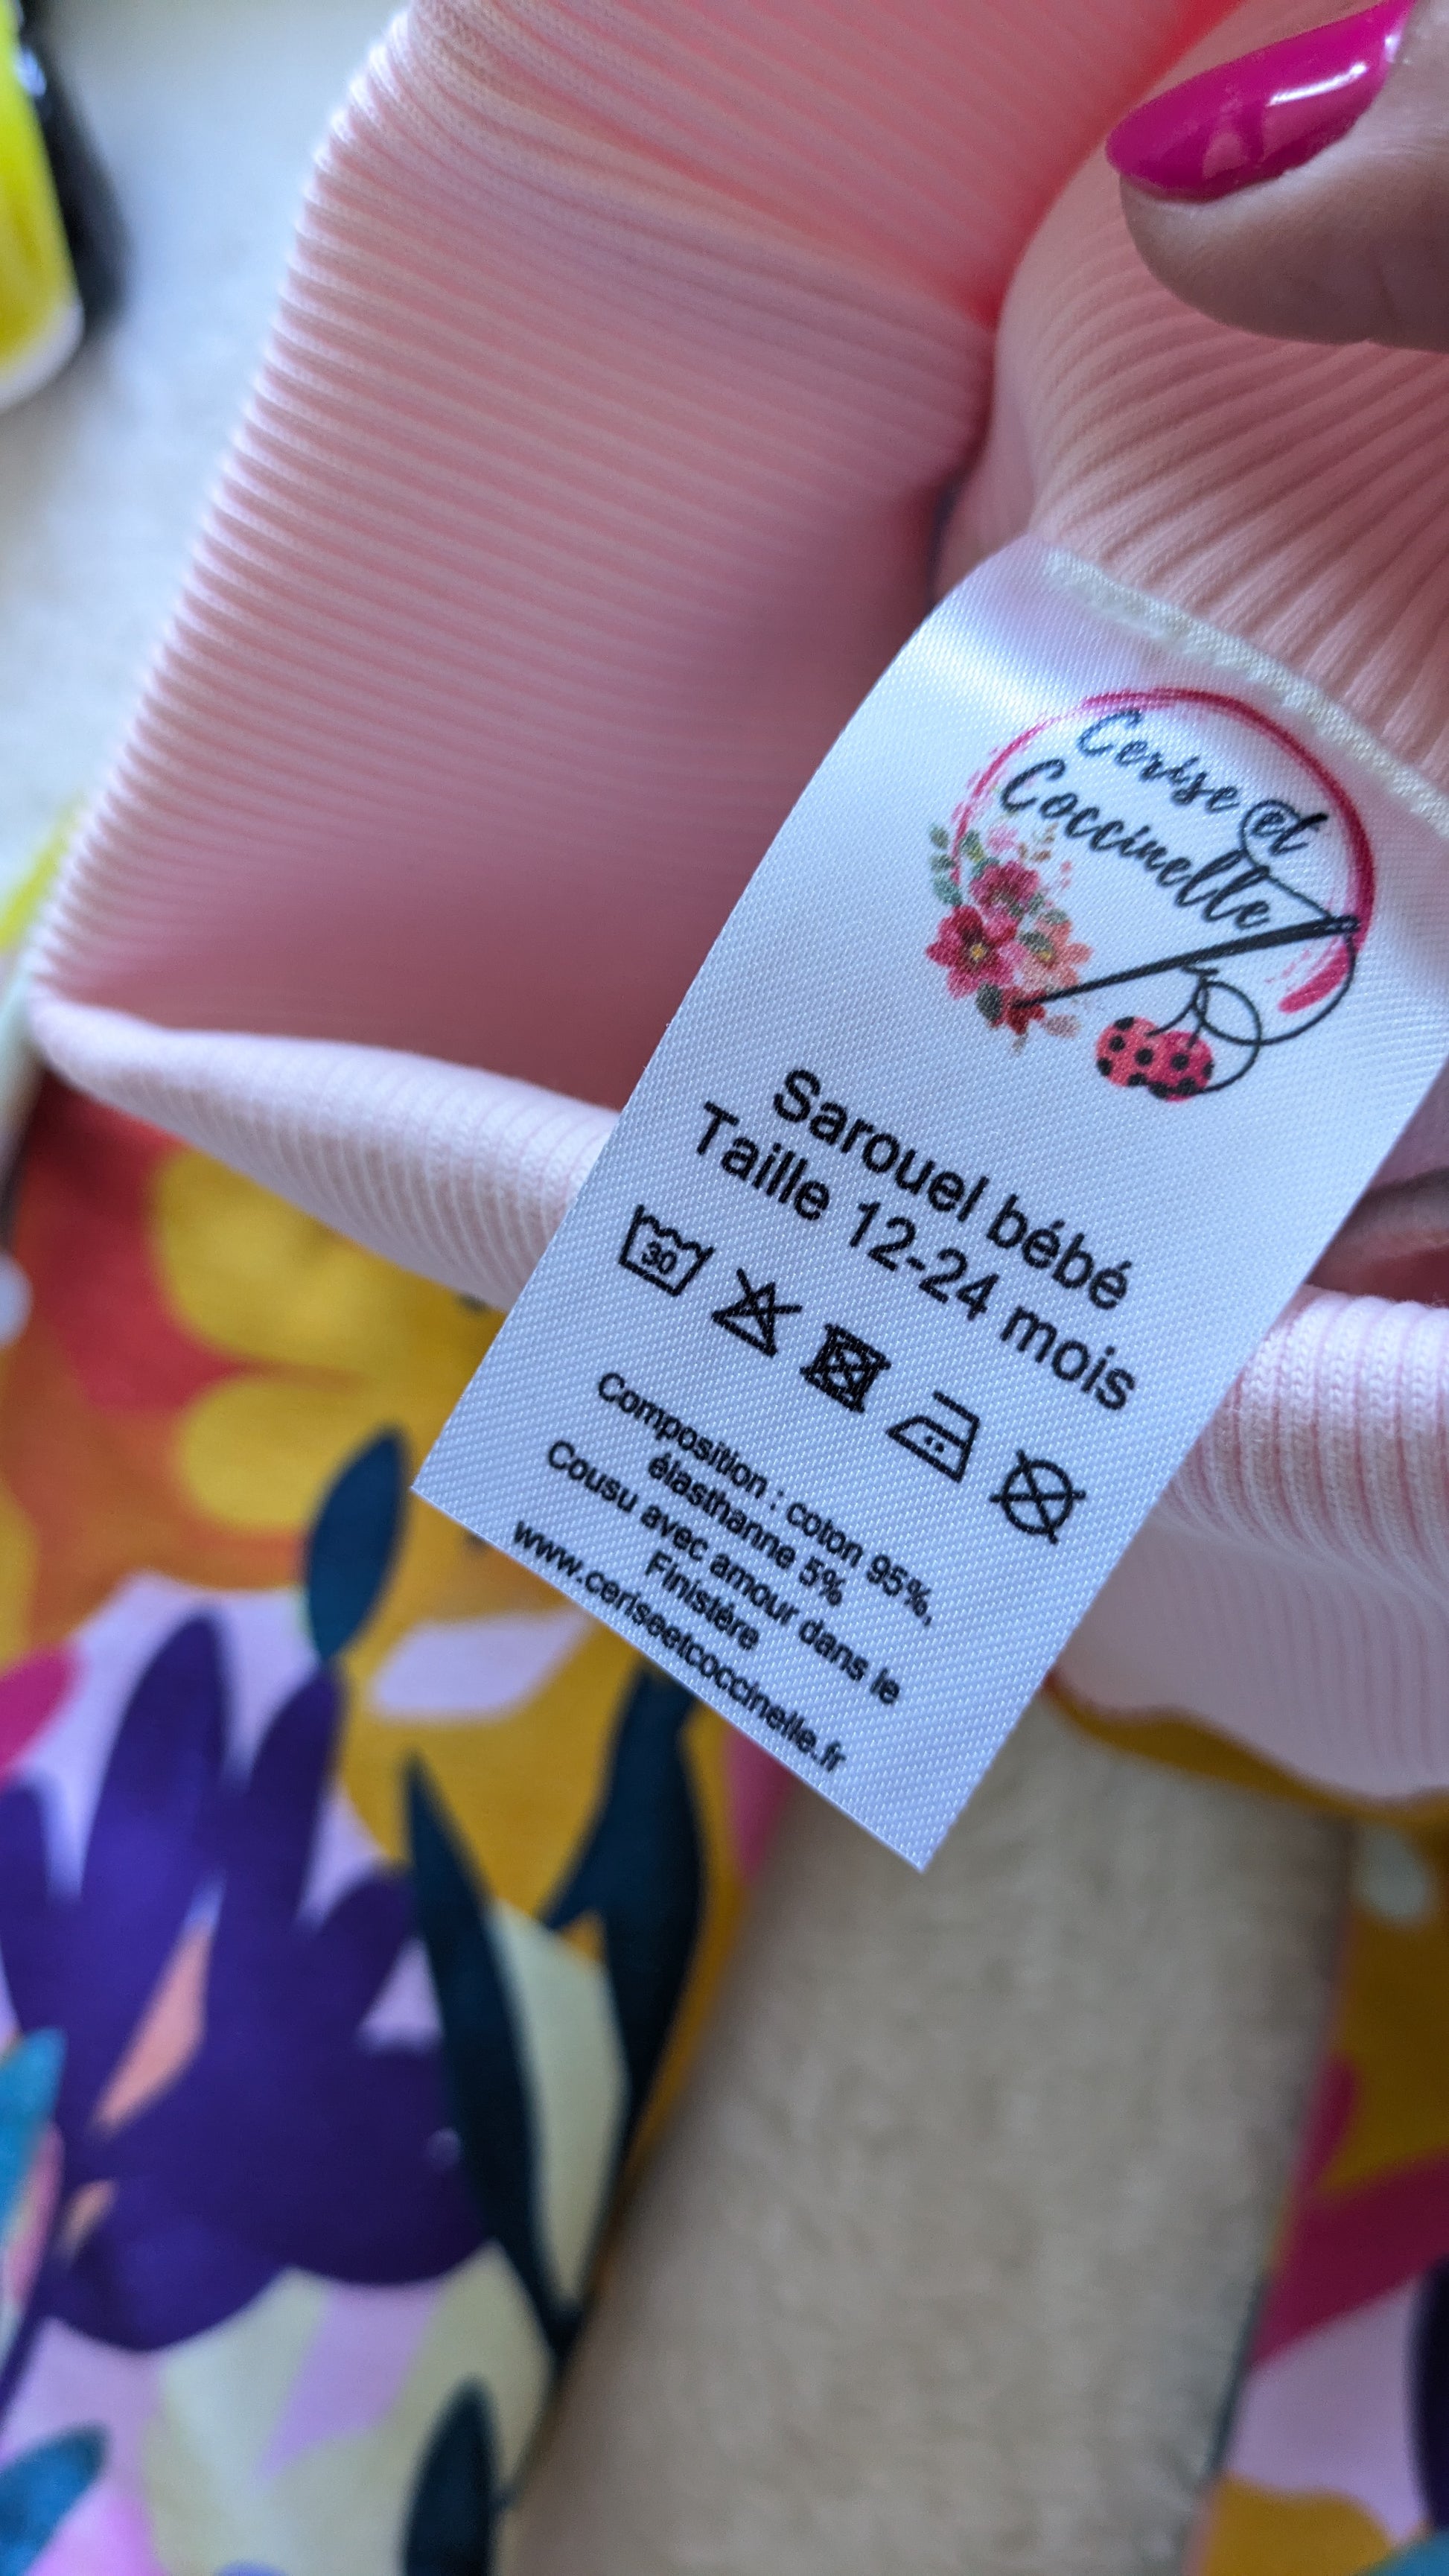 Cerise et
Coccinelle
Sarouel bébé
Taille 12-24 mois
30
Composition : coton 95%,
élasthanne 5%
Cousu avec amour dans le
Finistère
www.ceriseetcoccinelle.fr